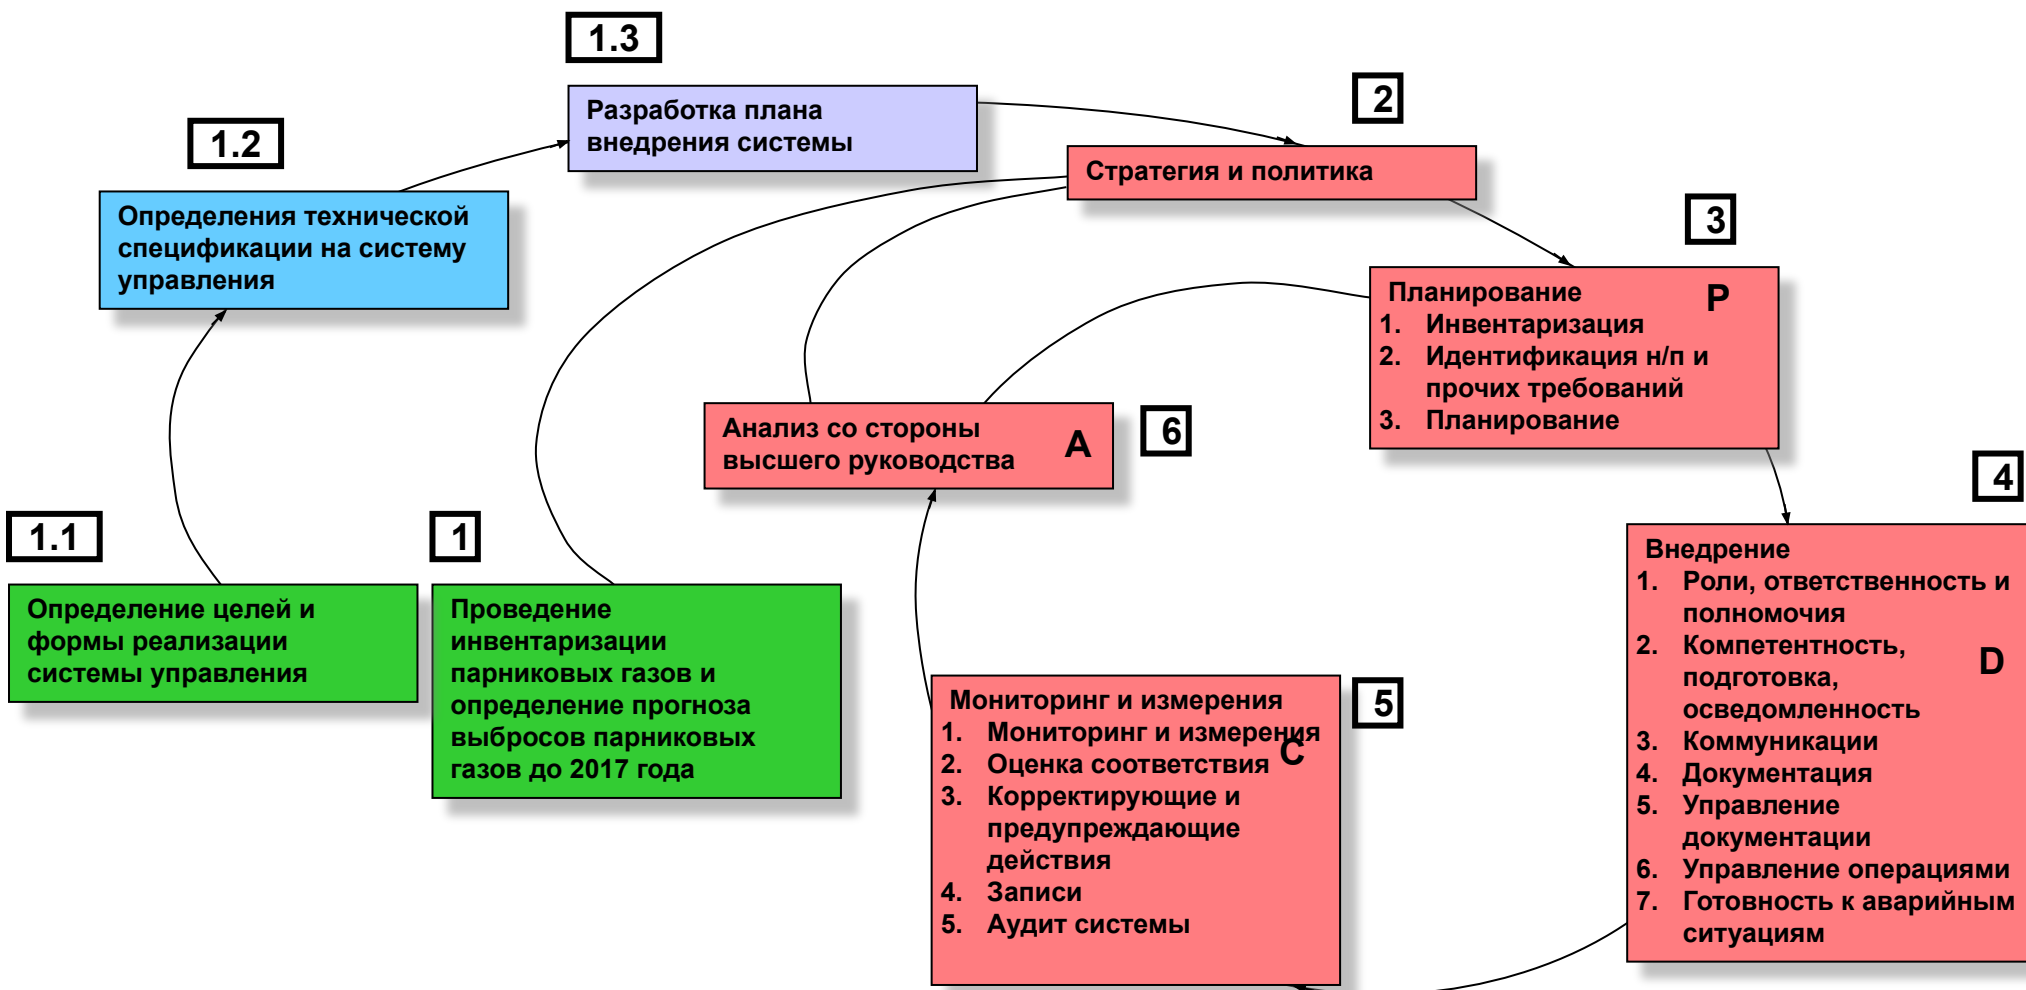 1.3
Разработка плана
внедрения системы
1.2
Определения технической
спецификации на систему
управления
2
Стратегия и политика
3
Планирование
P
1. Инвентаризация
2. Идентификация н/п и
прочих требований
3. Планирование
Анализ со стороны
высшего руководства
A
6
4
1.1
Определение целей и
формы реализации
системы управления
1
Проведение
инвентаризации
парниковых газов и
определение прогноза
выбросов парниковых
газов до 2017 года
Мониторинг и измерения
1. Мониторинг и измерения
2. Оценка соответствия
C
3. Корректирующие и
предупреждающие
действия
4. Записи
5. Аудит системы
5
Внедрение
1. Роли, ответственность и
полномочия
2. Компетентность,
подготовка,
осведомленность
D
3. Коммуникации
4. Документация
5. Управление
документации
6. Управление операциями
7. Готовность к аварийным
ситуациям